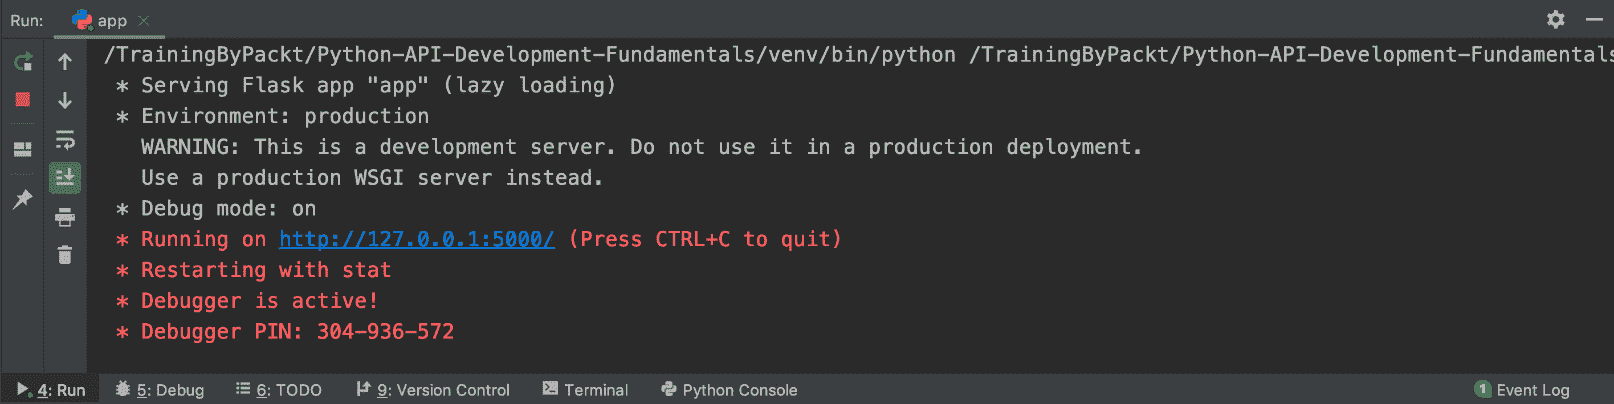 Run: app
/TrainingByPackt/Python-API-Development-Fundamentals/venv/bin/python /TrainingByPackt/Python-API-Development-Fundamentals
* Serving Flask app "app" (lazy loading)
* Environment: production
WARNING: This is a development server. Do not use it in a production deployment.
Use a production WSGI server instead.
* Debug mode: on
* Running on http://127.0.0.1:5000/ (Press CTRL+C to quit)
* Restarting with stat
* Debugger is active!
* Debugger PIN: 304-936-572
4: Run 5: Debug 6: TODO 9: Version Control Terminal Python Console 1 Event Log